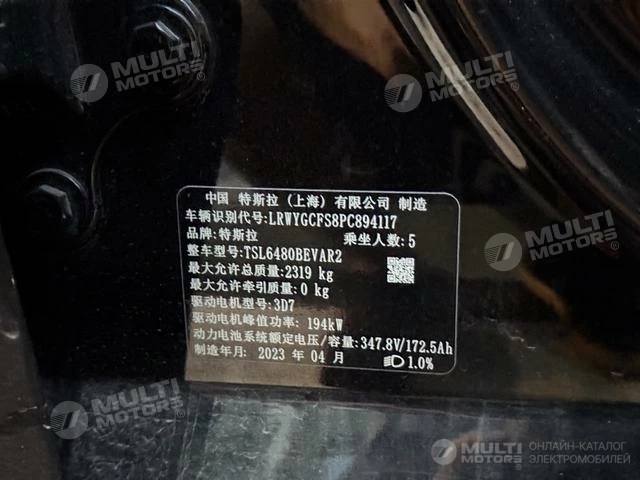 MULTI MOTORS
MULTI MOTORS
中国 特斯拉(上海)有限公司 制造
车辆识别代号:LRWYGCFS8PC894117
品牌:特斯拉 乘坐人数:5
整车型号:TSL6480BEVAR2
最大允许总质量:2319 kg
最大允许牵引质量:0 kg
驱动电机型号:3D7
驱动电机峰值功率: 194kW
动力电池系统额定电压/容量:347.8V/172.5Ah
制造年月: 2023 年 04 月 1.0%
MULTI MOTORS
MULTI MOTORS
ОНЛАЙН-КАТАЛОГ
ЭЛЕКТРОМОБИЛЕЙ